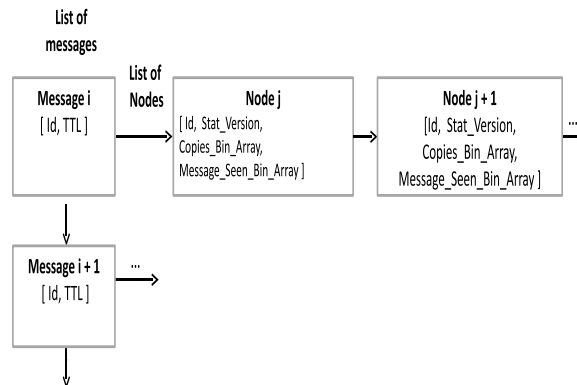 List of
messages
List of
Nodes
Message i
[ Id, TTL ]
Node j
[ Id, Stat_Version,
Copies_Bin_Array,
Message_Seen_Bin_Array ]
Node j + 1
[Id, Stat_Version,
Copies_Bin_Array,
Message_Seen_Bin_Array ]
...
Message i + 1
[ Id, TTL ]
...